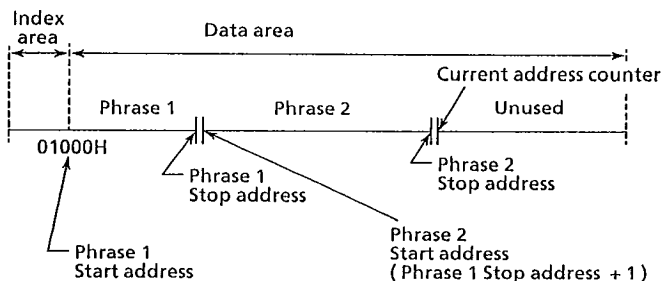 Index
area
Data area
Current address counter
Phrase 1
Phrase 2
Unused
01000H
Phrase 1
Stop address
Phrase 2
Stop address
Phrase 1
Start address
Phrase 2
Start address
( Phrase 1 Stop address + 1 )